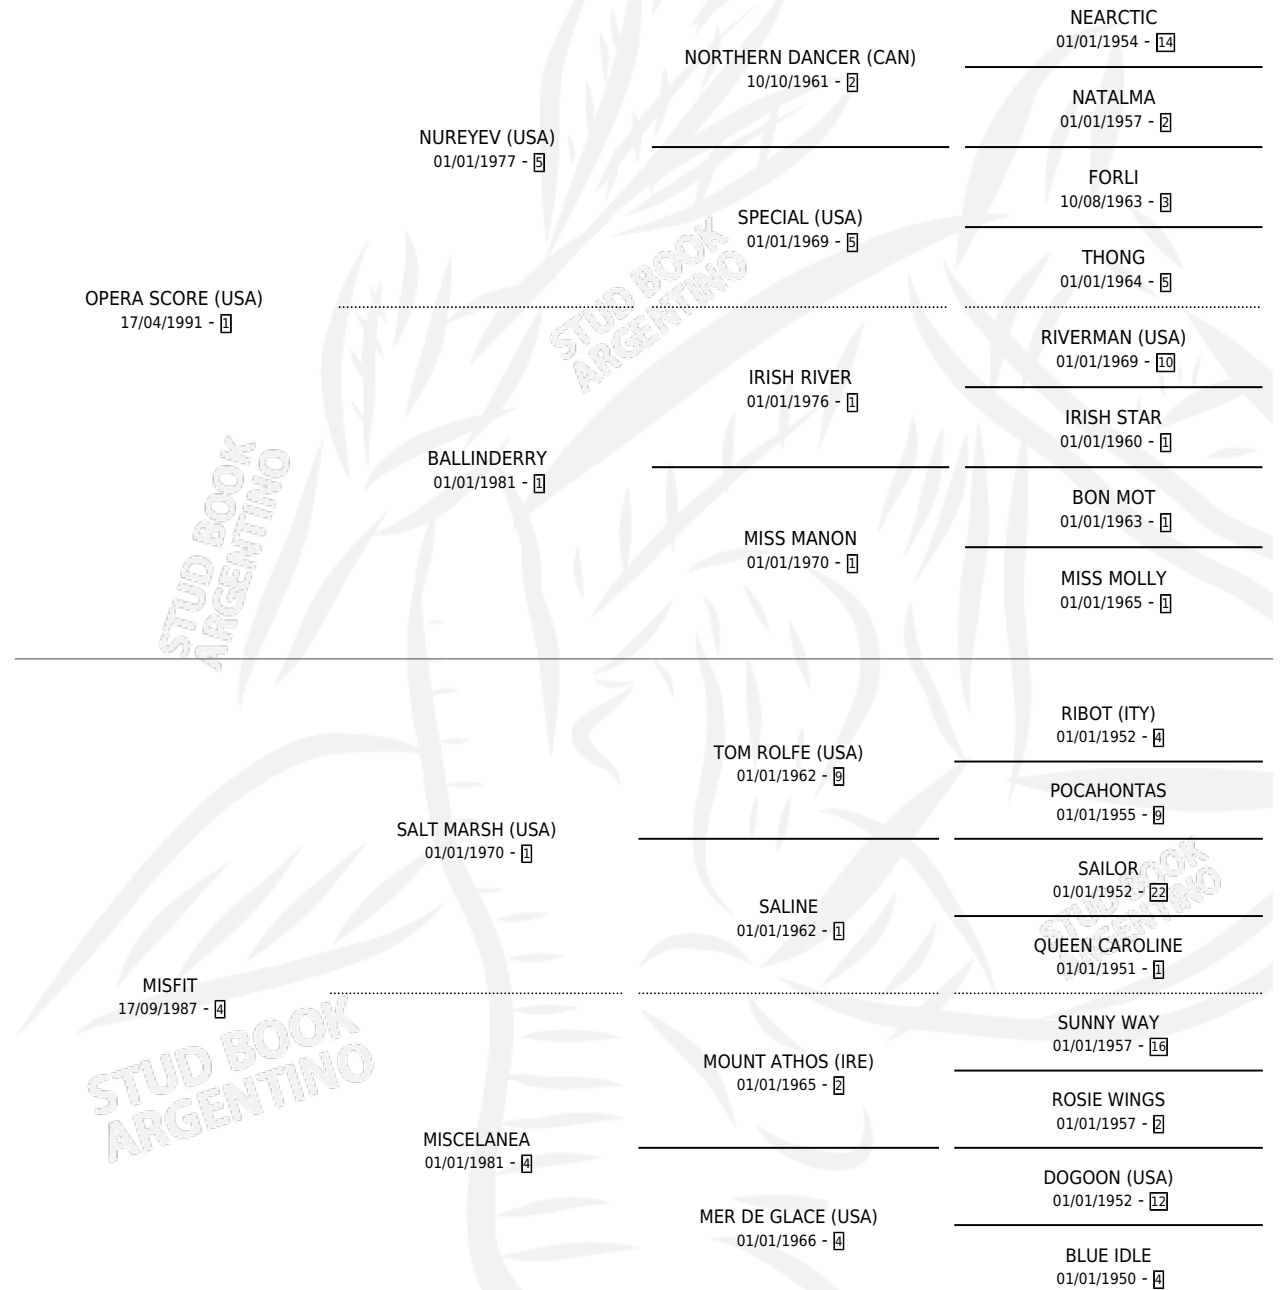 NEARCTIC
01/01/1954 - 14
NORTHERN DANCER (CAN)
10/10/1961 - 2
NATALMA
01/01/1957 - 2
NUREYEV (USA)
01/01/1977 - 5
FORLI
10/08/1963 - 3
SPECIAL (USA)
01/01/1969 - 5
THONG
01/01/1964 - 5
OPERA SCORE (USA)
17/04/1991 - 1
RIVERMAN (USA)
01/01/1969 - 10
IRISH RIVER
01/01/1976 - 1
IRISH STAR
01/01/1960 - 1
BALLINDERRY
01/01/1981 - 1
BON MOT
01/01/1963 - 1
MISS MANON
01/01/1970 - 1
MISS MOLLY
01/01/1965 - 1
RIBOT (ITY)
01/01/1952 - 4
TOM ROLFE (USA)
01/01/1962 - 9
POCAHONTAS
01/01/1955 - 9
SALT MARSH (USA)
01/01/1970 - 1
SAILOR
01/01/1952 - 22
SALINE
01/01/1962 - 1
QUEEN CAROLINE
01/01/1951 - 1
MISFIT
17/09/1987 - 4
SUNNY WAY
01/01/1957 - 16
MOUNT ATHOS (IRE)
01/01/1965 - 2
ROSIE WINGS
01/01/1957 - 2
MISCELANEA
01/01/1981 - 4
DOGOON (USA)
01/01/1952 - 12
MER DE GLACE (USA)
01/01/1966 - 4
BLUE IDLE
01/01/1950 - 4
STUD BOOK
ARGENTINO
STUD BOOK
ARGENTINO
STUD BOOK
ARGENTINO
STUD BOOK
ARGENTINO